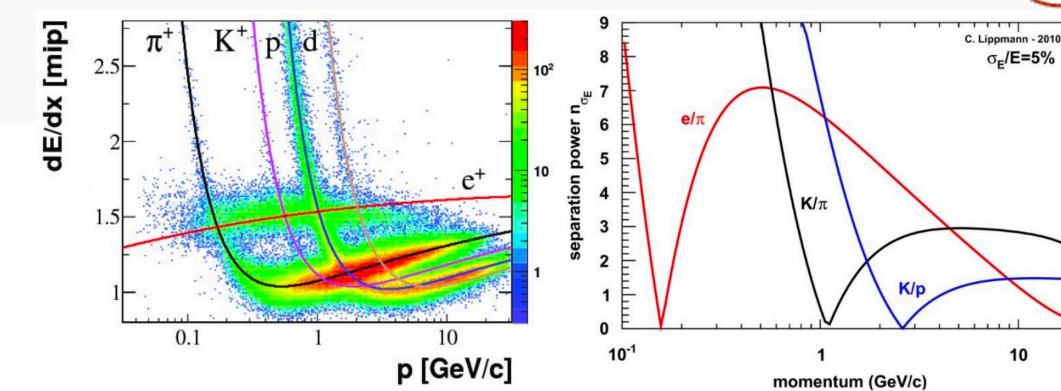 dE/dx [mip]
2.5
2
1.5
1
π⁺
K⁺
p
d
e⁺
10²
10
1
0.1
1
10
p [GeV/c]
separation power nσE
9
8
7
6
5
4
3
2
1
0
C. Lippmann - 2010
σE/E=5%
e/π
K/π
K/p
10⁻¹
1
10
momentum (GeV/c)